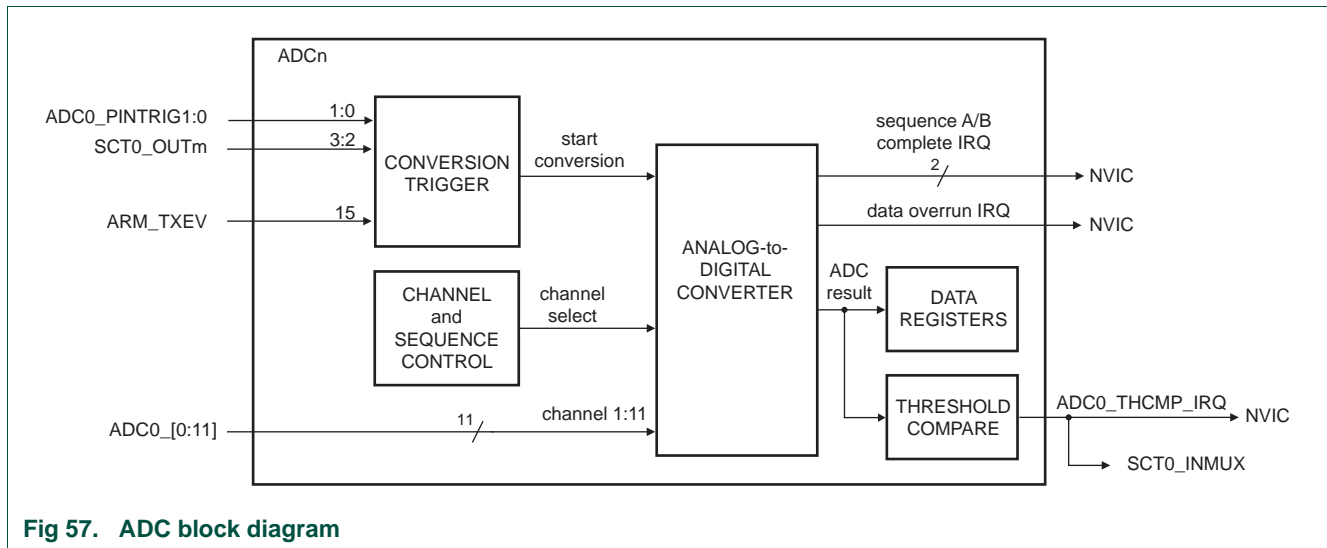 ADCn
ADC0_PINTRIG1:0
1:0
SCT0_OUTm
3:2
ARM_TXEV
15
CONVERSION
TRIGGER
start
conversion
CHANNEL
and
SEQUENCE
CONTROL
channel
select
ADC0_[0:11]
11
channel 1:11
ANALOG-to-
DIGITAL
CONVERTER
sequence A/B
complete IRQ
2
NVIC
data overrun IRQ
NVIC
ADC
result
DATA
REGISTERS
THRESHOLD
COMPARE
ADC0_THCMP_IRQ
NVIC
SCT0_INMUX
Fig 57. ADC block diagram